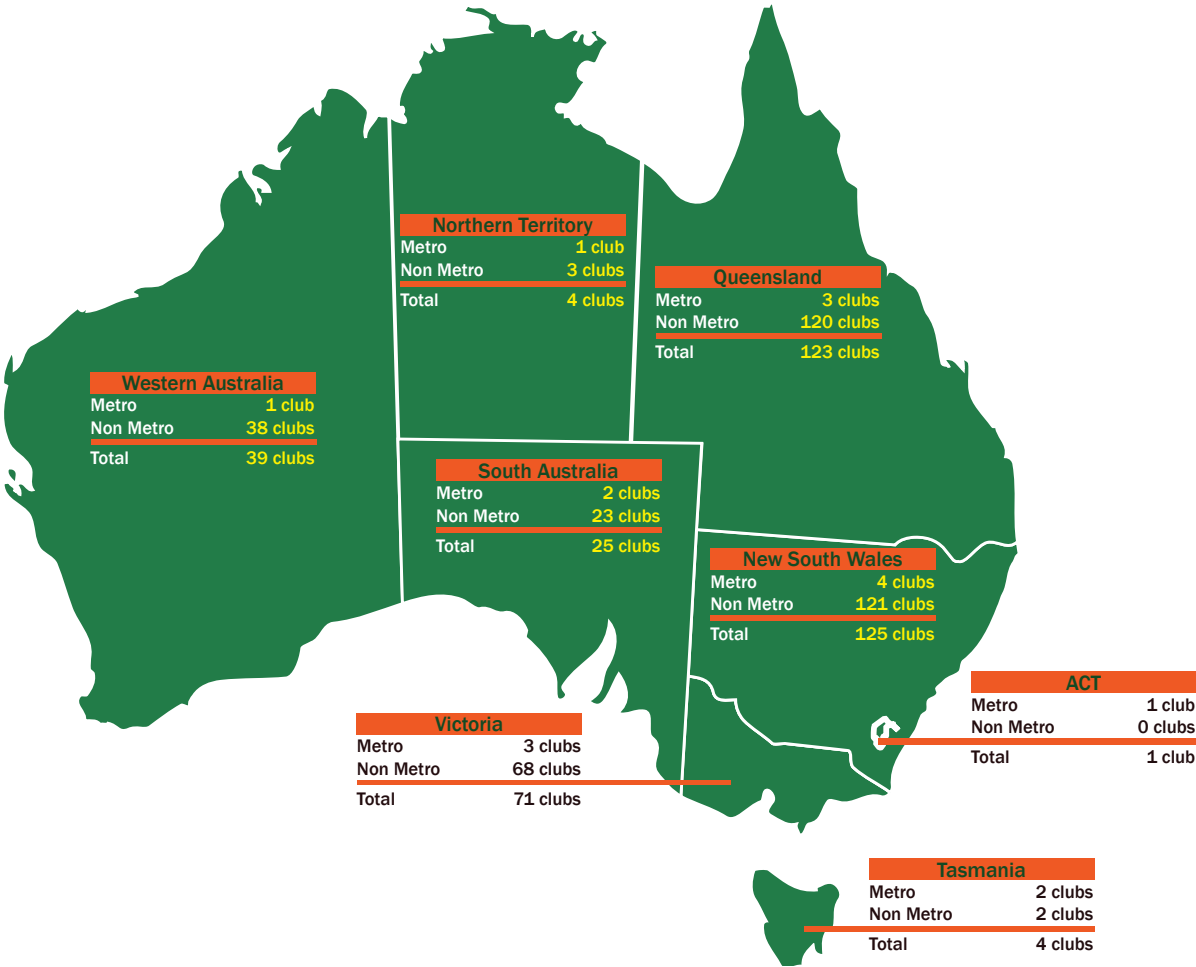 Northern Territory
Metro 1 club
Non Metro 3 clubs
Total 4 clubs
Queensland
Metro 3 clubs
Non Metro 120 clubs
Total 123 clubs
Western Australia
Metro 1 club
Non Metro 38 clubs
Total 39 clubs
South Australia
Metro 2 clubs
Non Metro 23 clubs
Total 25 clubs
New South Wales
Metro 4 clubs
Non Metro 121 clubs
Total 125 clubs
ACT
Metro 1 club
Non Metro 0 clubs
Total 1 club
Victoria
Metro 3 clubs
Non Metro 68 clubs
Total 71 clubs
Tasmania
Metro 2 clubs
Non Metro 2 clubs
Total 4 clubs